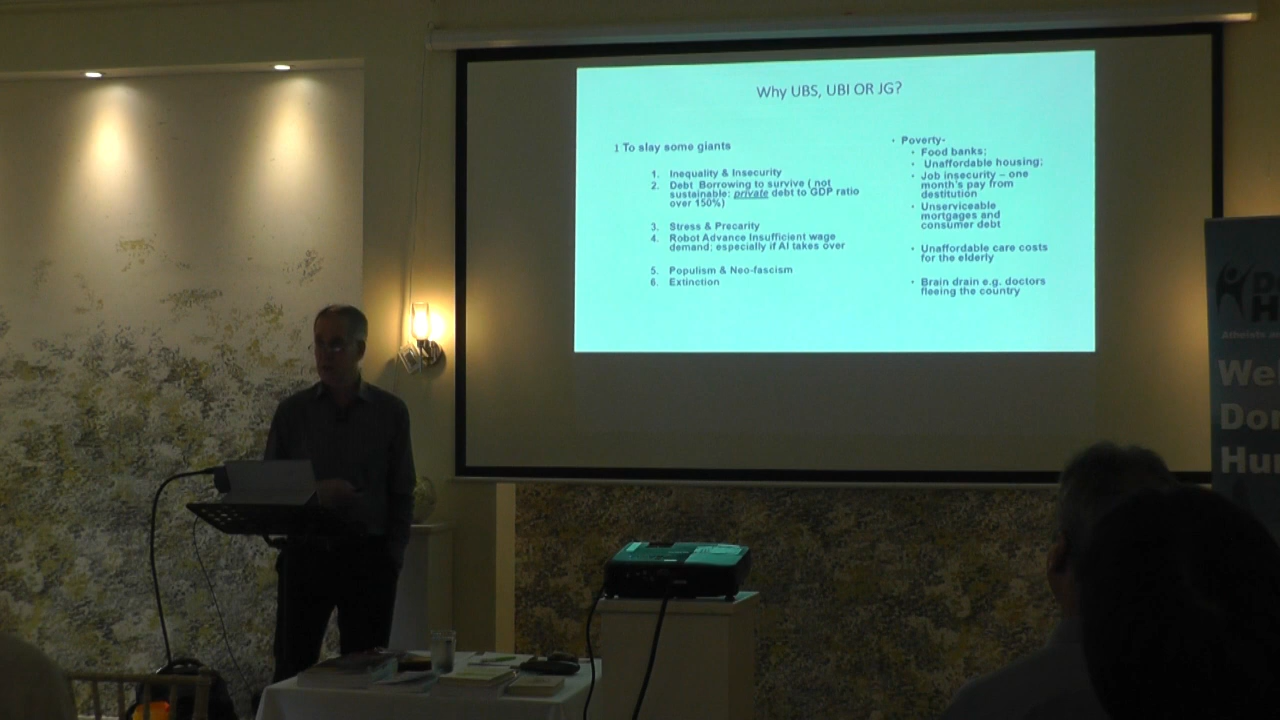 Why UBS, UBI OR JG?
1 To slay some giants
1. Inequality & Insecurity
2. Debt Borrowing to survive ( not
sustainable: private debt to GDP ratio
over 150%)
3. Stress & Precarity
4. Robot Advance Insufficient wage
demand; especially if AI takes over
5. Populism & Neo-fascism
6. Extinction
• Poverty-
• Food banks;
• Unaffordable housing;
• Job insecurity – one
month's pay from
destitution
• Unserviceable
mortgages and
consumer debt
• Unaffordable care costs
for the elderly
• Brain drain e.g. doctors
fleeing the country
D
H
Atheists
Wel
Dor
Hu